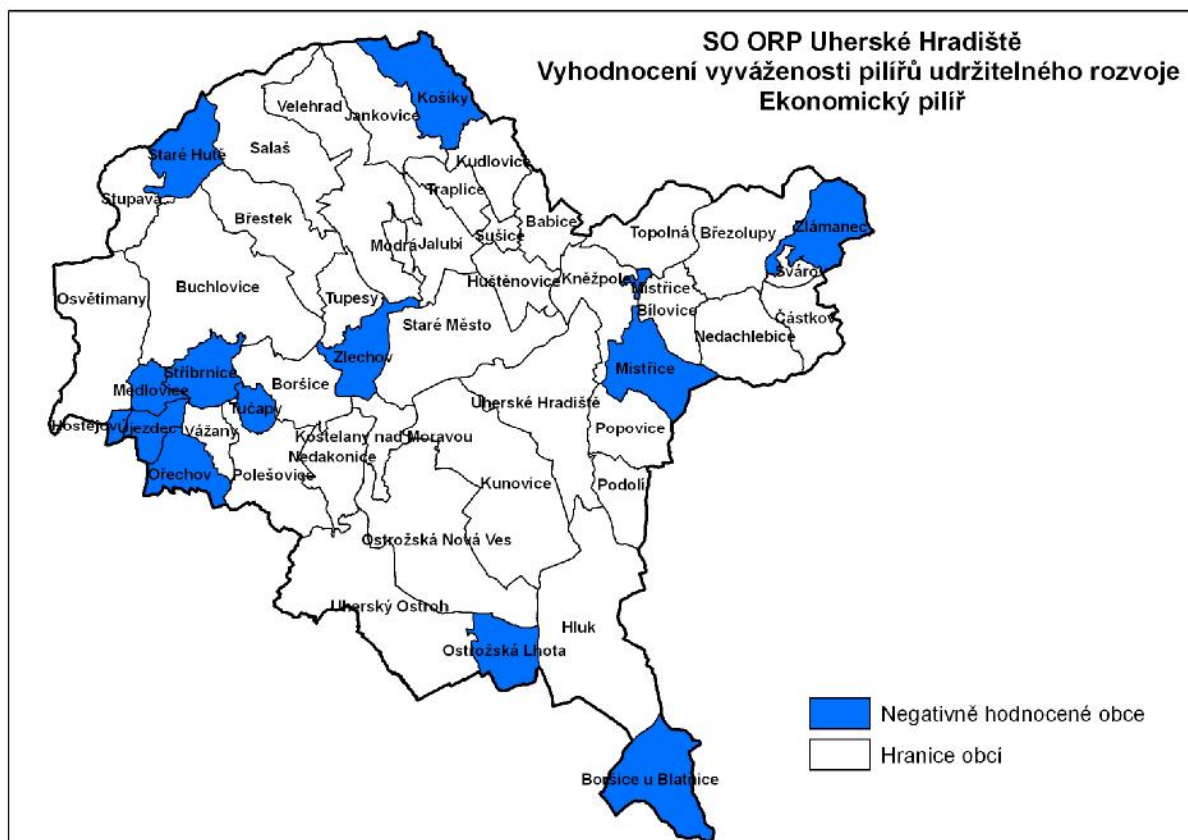 SO ORP Uherské Hradiště
Vyhodnocení vyváženosti pilířů udržitelného rozvoje
Ekonomický pilíř
Košíky
Velehrad
Jankovice
Staré Hutě
Salaš
Kudlovice
Stupava
Traplice
Břestek
Babice
Zlámanec
Topolná
Březolupy
Sušice
Modrá
Jalubí
Svárov
Huštěnovice
Kněžpole
Buchlovice
Mistřice
Osvětimany
Tupesy
Bílovice
Částkov
Staré Město
Nedachlebice
Zlechov
Stříbrnice
Mistřice
Boršice
Medlovice
Uherské Hradiště
Tučapy
Hostějov
Újezdec
Vážany
Popovice
Kostelany nad Moravou
Nedakonice
Ořechov
Polešovice
Kunovice
Podolí
Ostrožská Nová Ves
Uherský Ostroh
Hluk
Ostrožská Lhota
Negativně hodnocené obce
Hranice obcí
Boršice u Blatnice